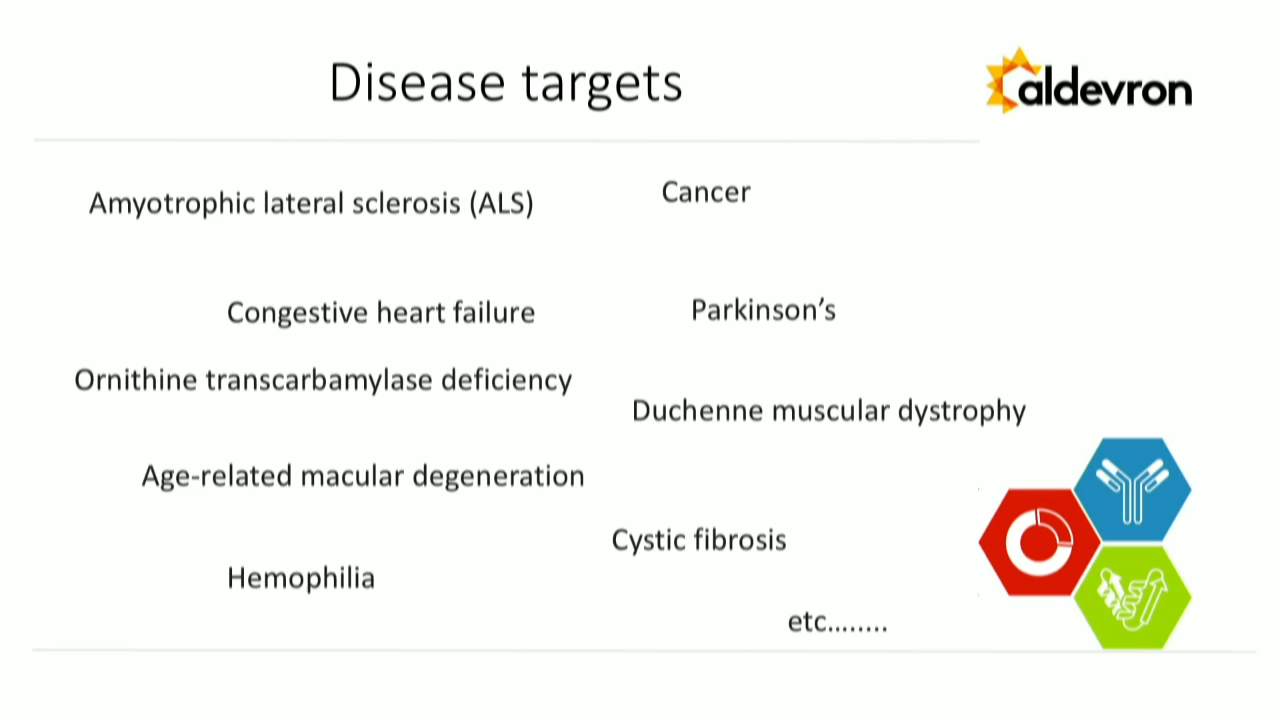 Disease targets
aldevron
Amyotrophic lateral sclerosis (ALS)
Cancer
Congestive heart failure
Parkinson’s
Ornithine transcarbamylase deficiency
Duchenne muscular dystrophy
Age-related macular degeneration
Cystic fibrosis
Hemophilia
etc........